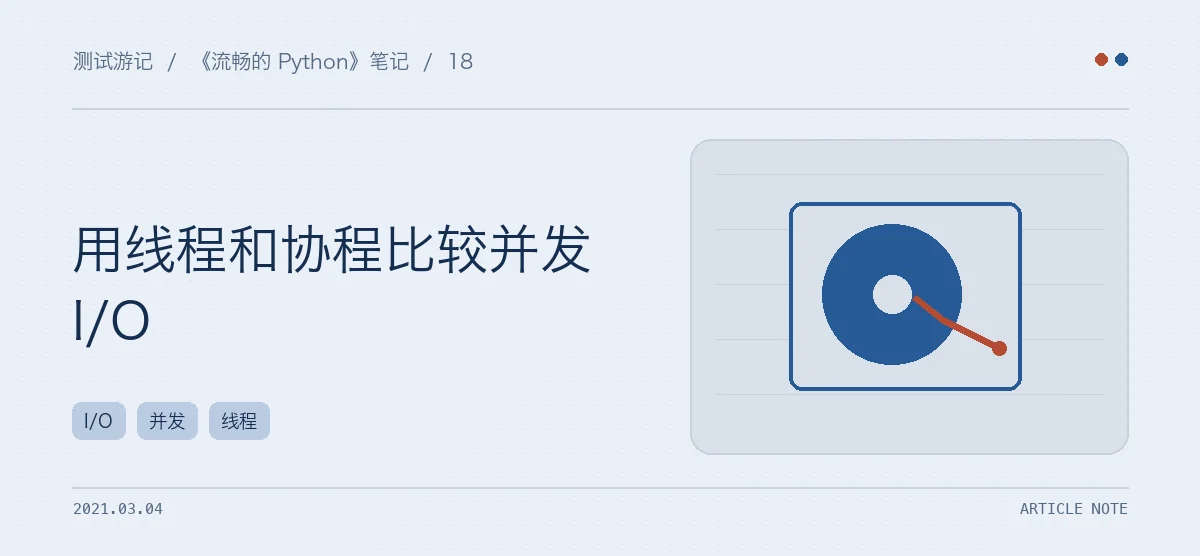 测试游记 / 《流畅的 Python》笔记 / 18
用线程和协程比较并发
I/O
I/O 并发 线程
2021.03.04 ARTICLE NOTE